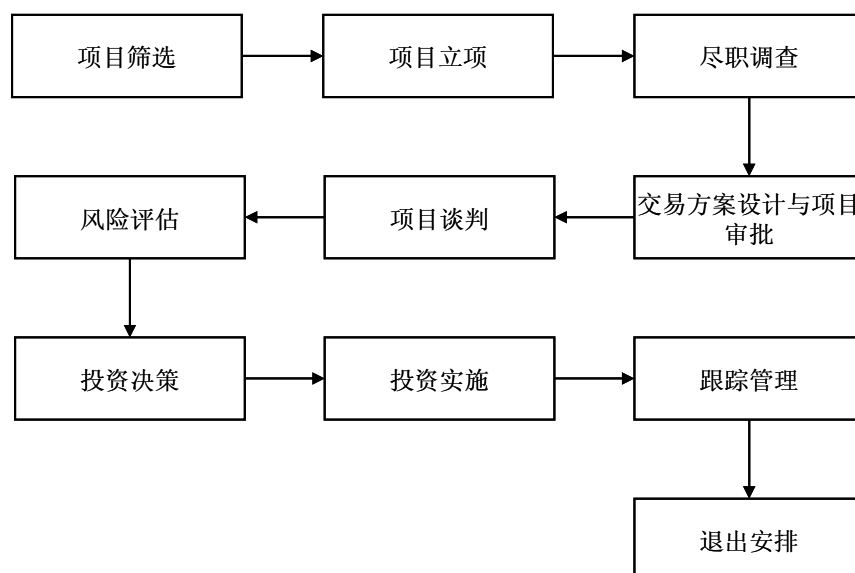 项目筛选
项目立项
尽职调查
交易方案设计与项目
审批
项目谈判
风险评估
投资决策
投资实施
跟踪管理
退出安排